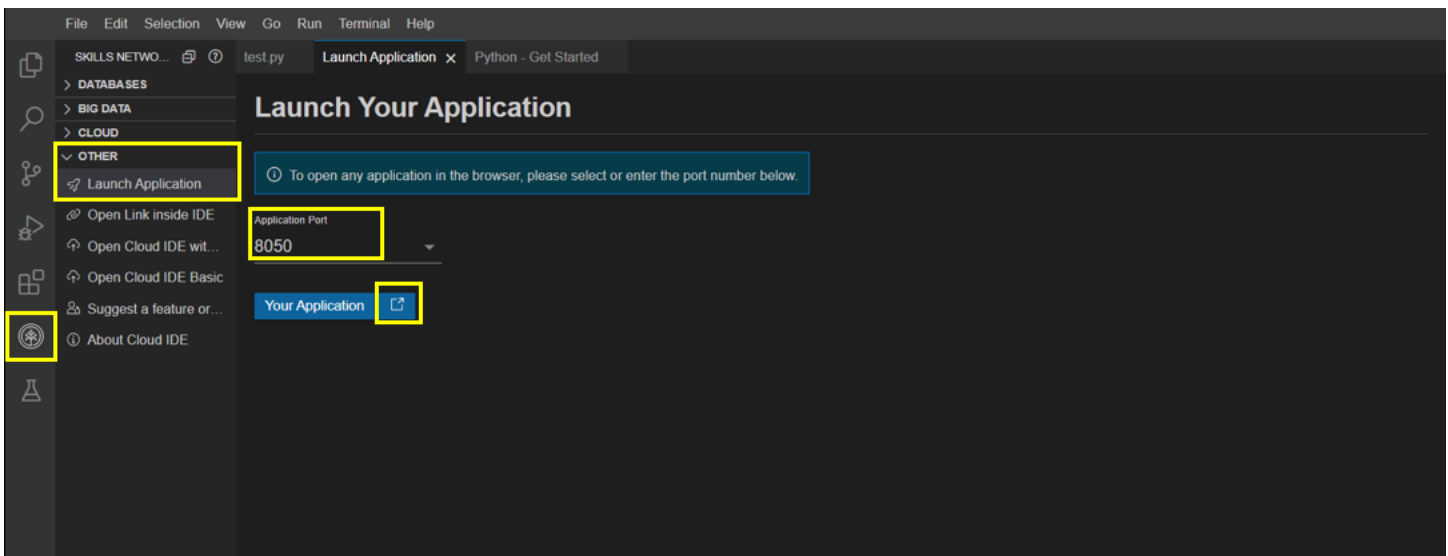 File Edit Selection View Go Run Terminal Help
SKILLS NETWO...
test.py Launch Application Python - Get Started
DATABASES
BIG DATA
CLOUD
OTHER
Launch Application
Open Link inside IDE
Open Cloud IDE wit...
Open Cloud IDE Basic
Suggest a feature or...
About Cloud IDE
Launch Your Application
To open any application in the browser, please select or enter the port number below.
Application Port
8050
Your Application